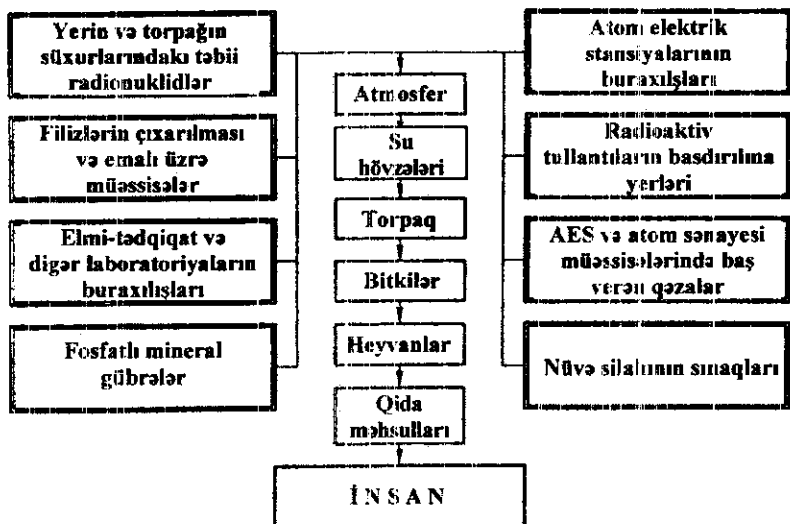 Yerin və torpağın
süxurlarındakı təbii
radionuklidlər
Filizlərin çıxarılması
və emalı üzrə
müəssisələr
Elmi-tədqiqat və
digər laboratoriyaların
buraxılışları
Fosfatlı mineral
gübrələr
Atmosfer
Su
hövzələri
Torpaq
Bitkilər
Heyvanlar
Qida
məhsulları
İNSAN
Atom elektrik
stansiyalarının
buraxılşları
Radioaktiv
tullantıların basdırılma
yerləri
AES və atom sənayesi
müəssisələrində baş
verən qəzalar
Nüvə silahının sınaqları